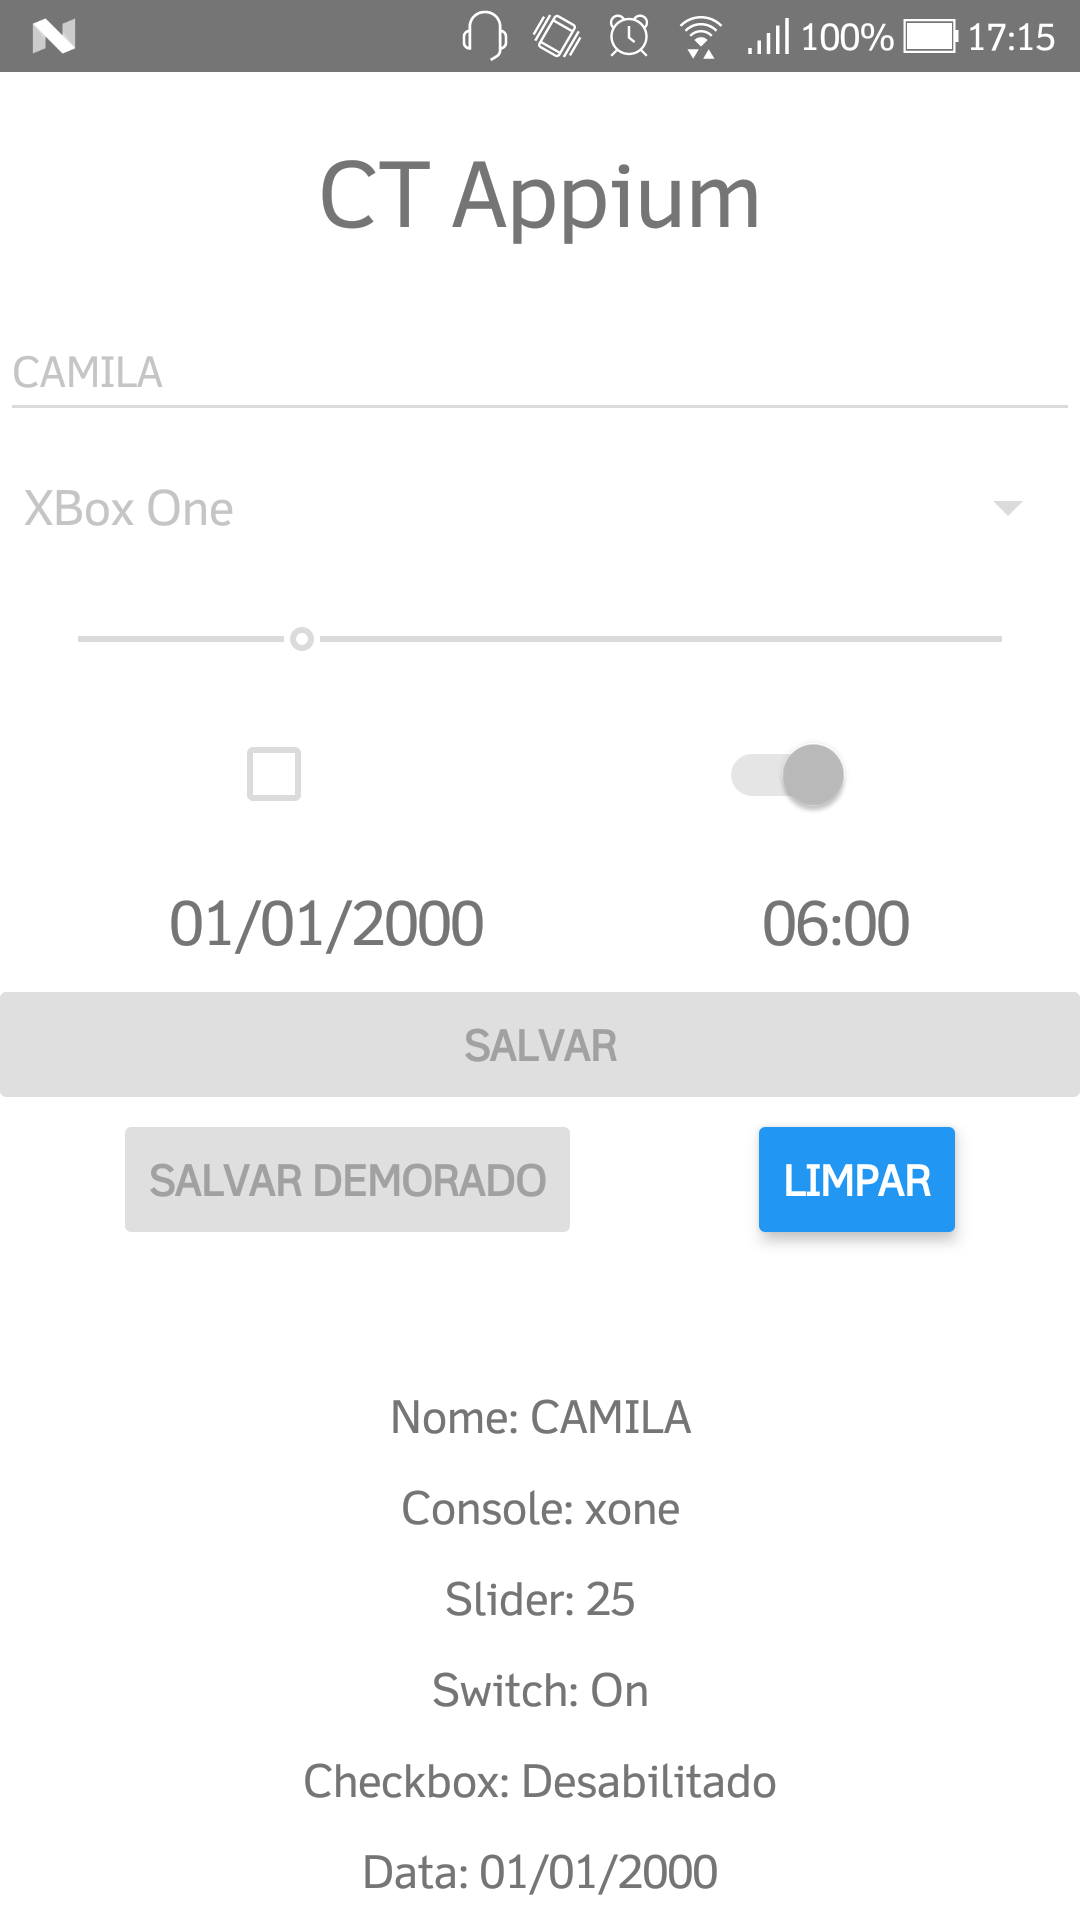 100% 17:15
CT Appium
CAMILA
XBox One
01/01/2000 06:00
SALVAR
SALVAR DEMORADO LIMPAR
Nome: CAMILA
Console: xone
Slider: 25
Switch: On
Checkbox: Desabilitado
Data: 01/01/2000